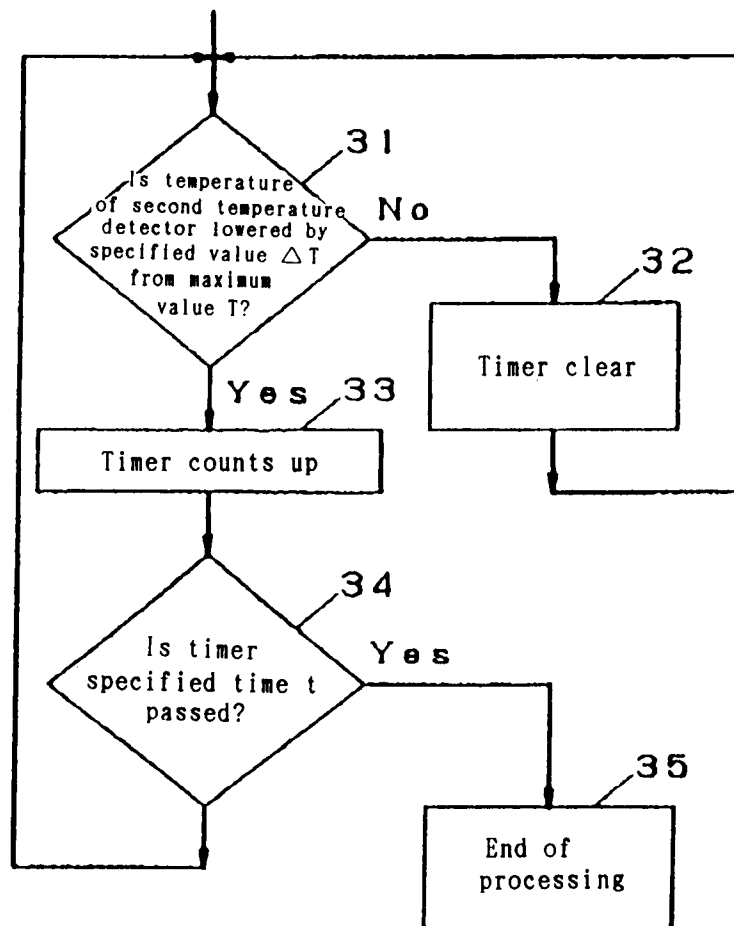 31
Is temperature
of second temperature
detector lowered by
specified value △T
from maximum
value T?
No
32
Timer clear
Yes
33
Timer counts up
34
Is timer
specified time t
passed?
Yes
35
End of
processing